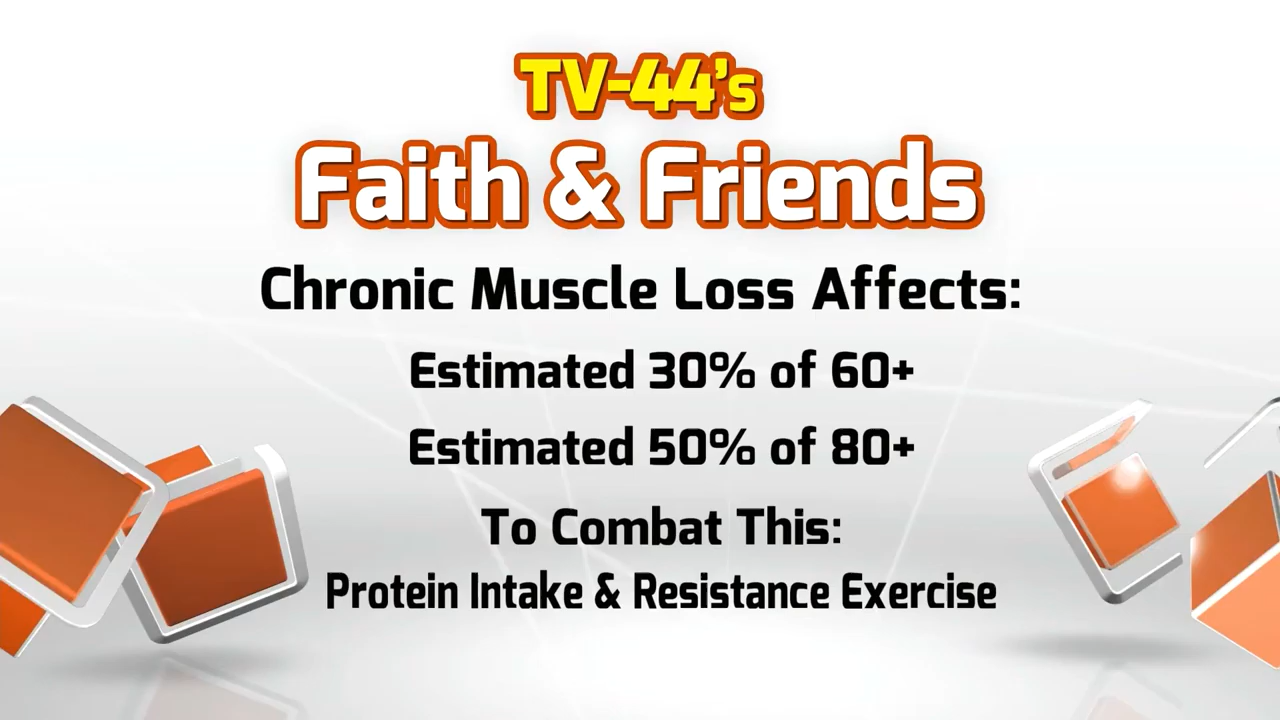 TV-44's
Faith & Friends
Chronic Muscle Loss Affects:
Estimated 30% of 60+
Estimated 50% of 80+
To Combat This:
Protein Intake & Resistance Exercise